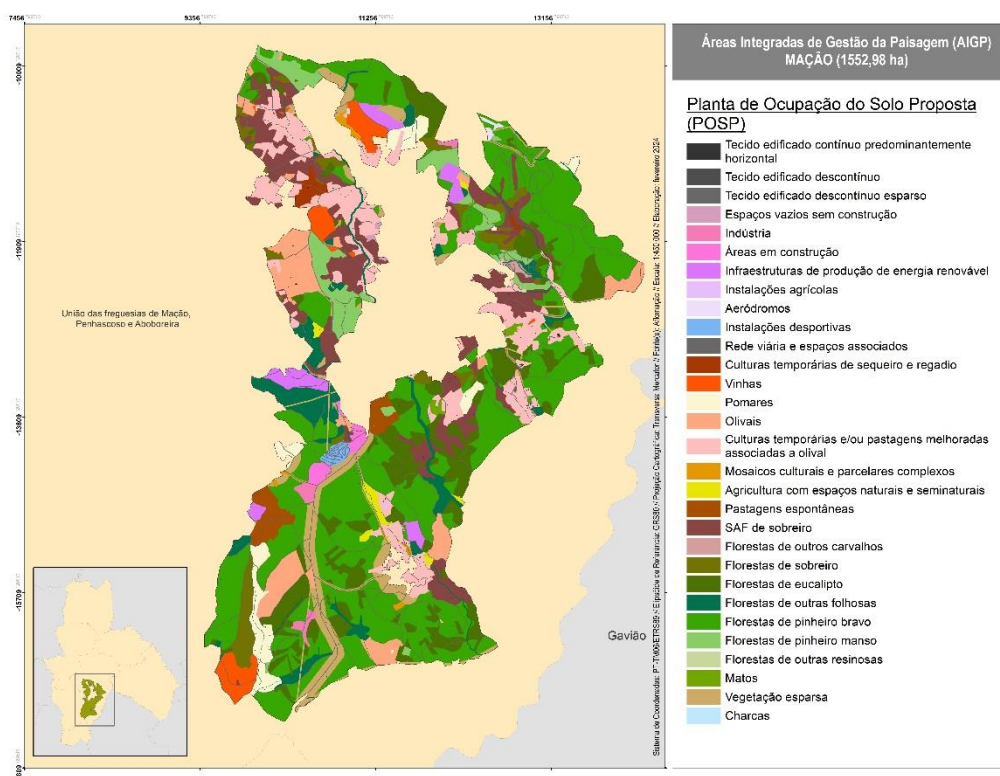 7456
9356
11256
13156
Áreas Integradas de Gestão da Paisagem (AIGP)
MAÇÃO (1552,98 ha)
Planta de Ocupação do Solo Proposta
(POSP)
Tecido edificado contínuo predominantemente
horizontal
Tecido edificado descontínuo
Tecido edificado descontínuo esparso
Espaços vazios sem construção
Indústria
Áreas em construção
Infraestruturas de produção de energia renovável
Instalações agrícolas
Aeródromos
Instalações desportivas
Rede viária e espaços associados
Culturas temporárias de sequeiro e regadio
Vinhas
Pomares
Olivais
Culturas temporárias e/ou pastagens melhoradas
associadas a olival
Mosaicos culturais e parcelares complexos
Agricultura com espaços naturais e seminaturais
Pastagens espontâneas
SAF de sobreiro
Florestas de outros carvalhos
Florestas de sobreiro
Florestas de eucalipto
Florestas de outras folhosas
Florestas de pinheiro bravo
Florestas de pinheiro manso
Florestas de outras resinosas
Matos
Vegetação esparsa
Charcas
União das freguesias de Mação,
Penhascoso e Aboboreira
Gavião
-11909
-13809
-15709